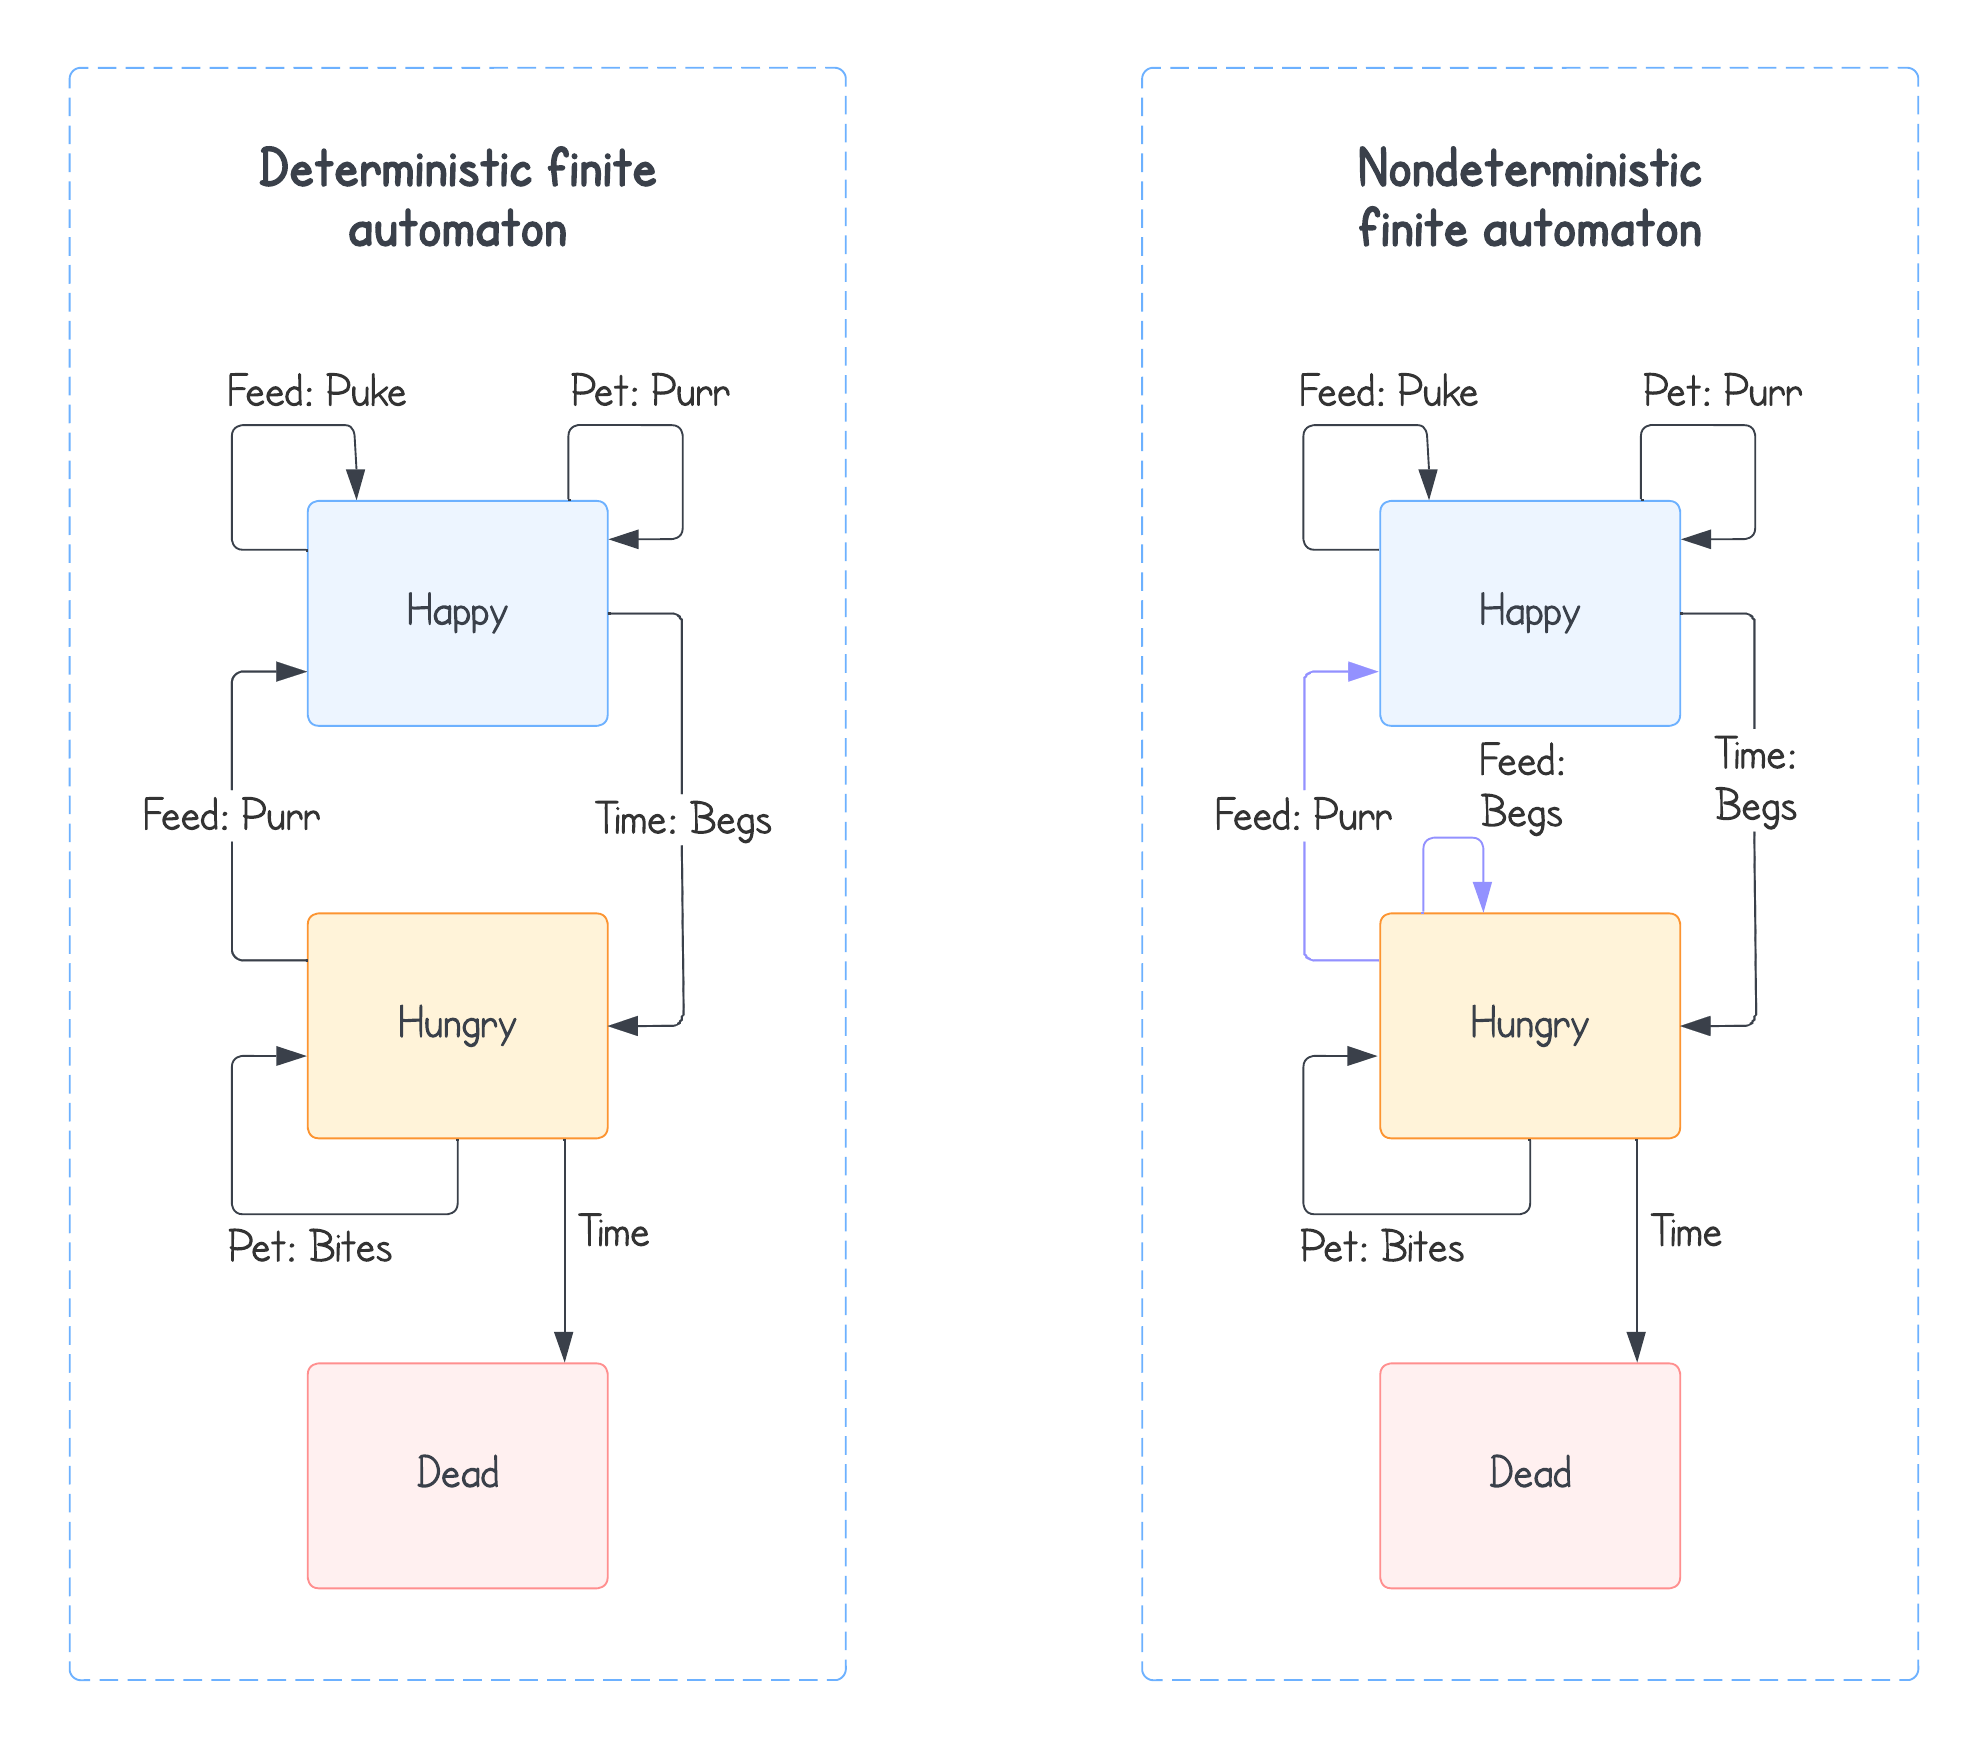 Deterministic finite
automaton
Feed: Puke
Pet: Purr
Happy
Feed: Purr
Time: Begs
Hungry
Pet: Bites
Time
Dead
Nondeterministic
finite automaton
Feed: Puke
Pet: Purr
Happy
Feed:
Begs
Time:
Begs
Feed: Purr
Hungry
Pet: Bites
Time
Dead